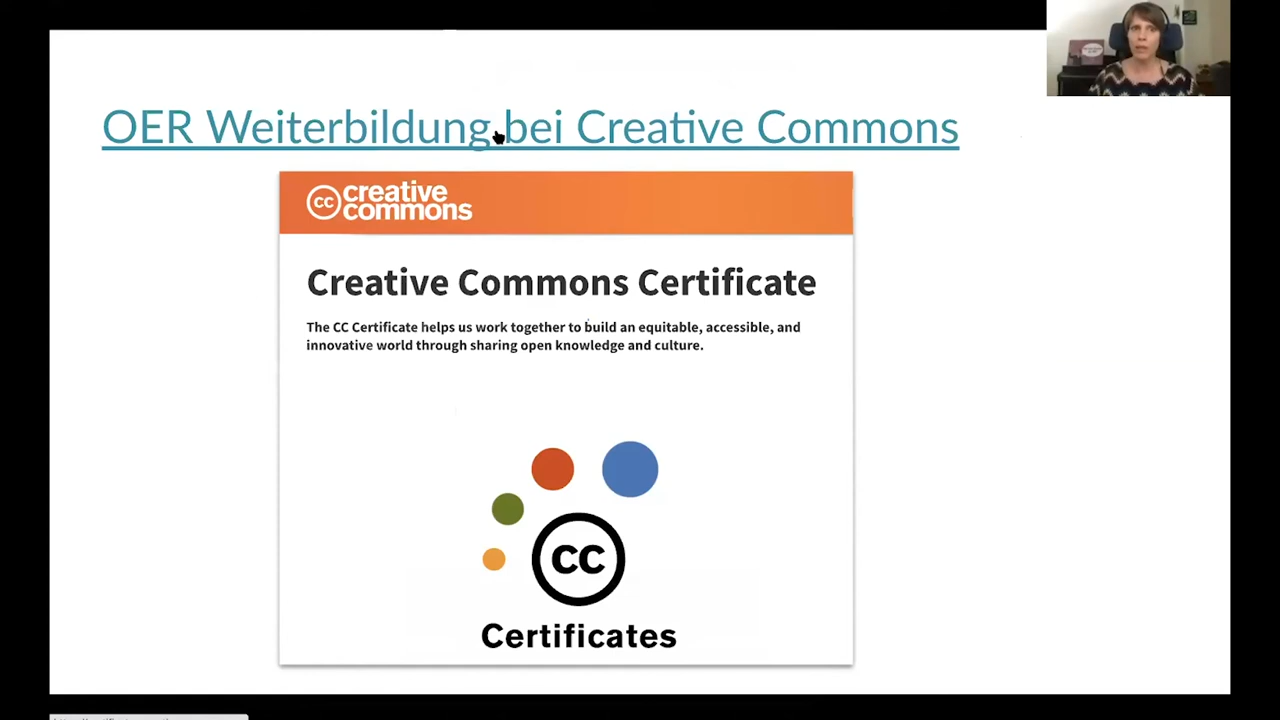 OER Weiterbildung bei Creative Commons
cc creative
commons
Creative Commons Certificate
The CC Certificate helps us work together to build an equitable, accessible, and
innovative world through sharing open knowledge and culture.
cc
Certificates